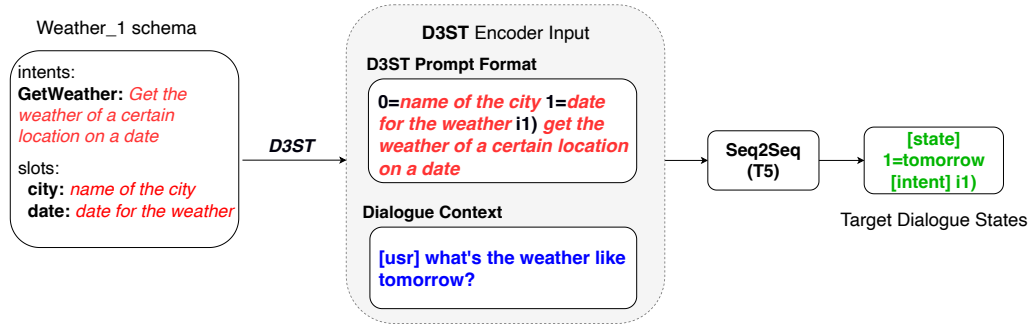 Weather_1 schema
intents:
GetWeather: Get the
weather of a certain
location on a date
slots:
city: name of the city
date: date for the weather
D3ST
D3ST Encoder Input
D3ST Prompt Format
0=name of the city 1=date
for the weather i1) get the
weather of a certain location
on a date
Dialogue Context
[usr] what's the weather like
tomorrow?
Seq2Seq
(T5)
[state]
1=tomorrow
[intent] i1)
Target Dialogue States